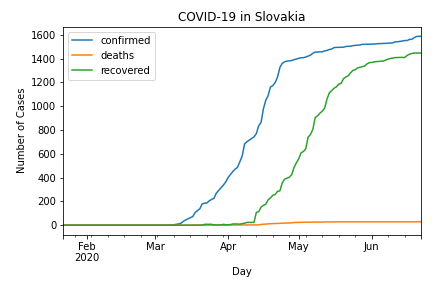 COVID-19 in Slovakia
confirmed
deaths
recovered
Number of Cases
1600
1400
1200
1000
800
600
400
200
0
Feb
2020
Mar
Apr
May
Jun
Day